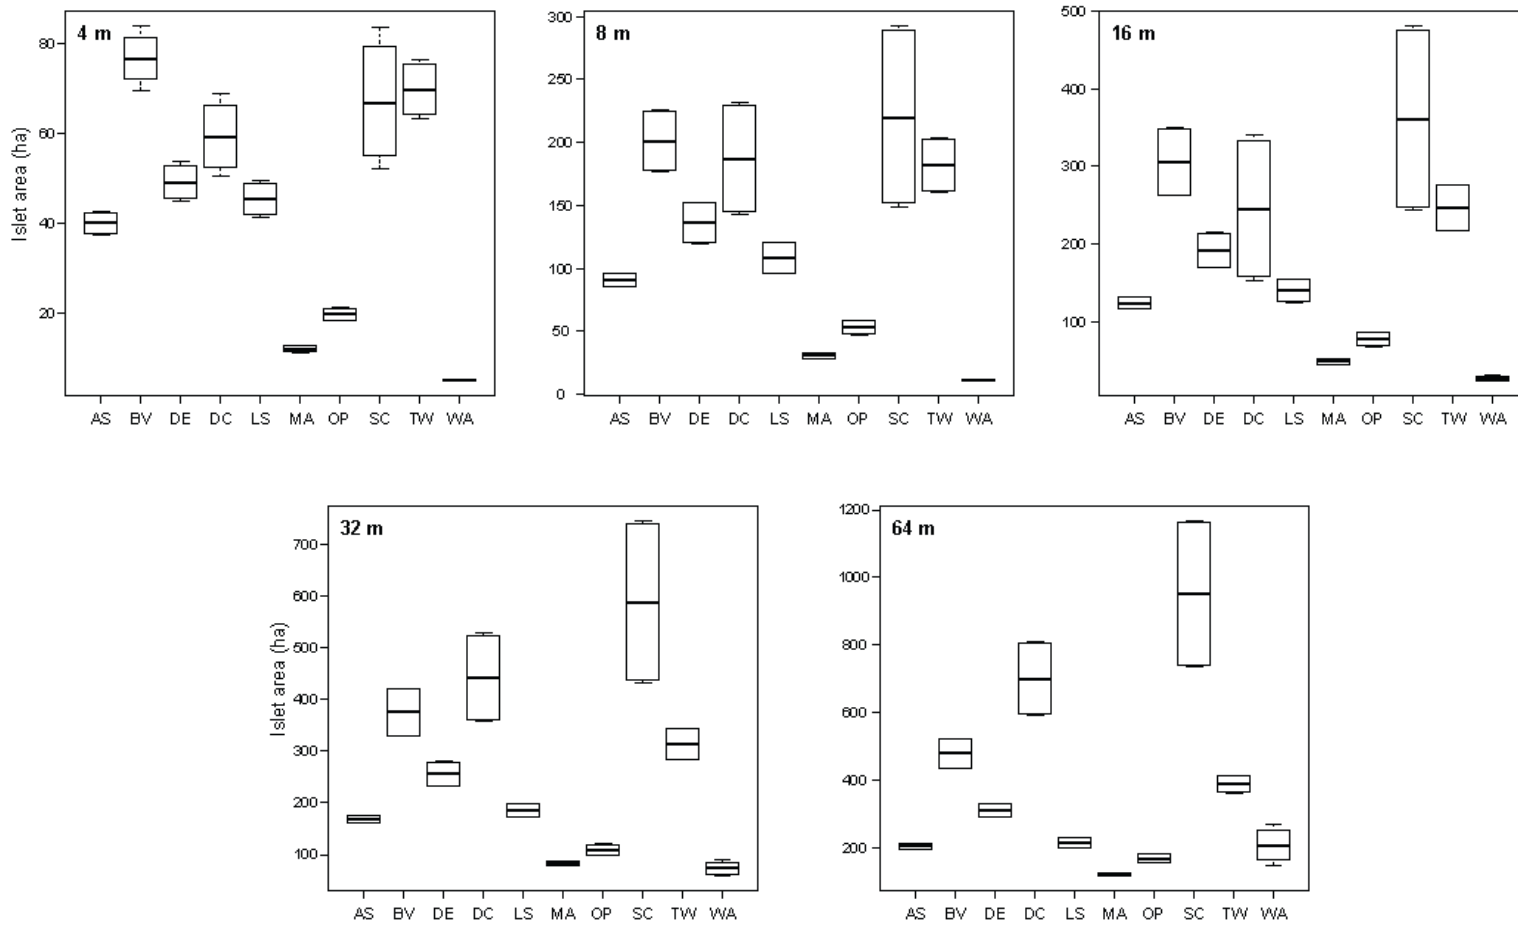 4 m
80
60
40
20
Islet area (ha)
AS BV DE DC LS MA OP SC TW WA
8 m
300
250
200
150
100
50
0
AS BV DE DC LS MA OP SC TW WA
16 m
500
400
300
200
100
AS BV DE DC LS MA OP SC TW WA
32 m
700
600
500
400
300
200
100
Islet area (ha)
AS BV DE DC LS MA OP SC TW WA
64 m
1200
1000
800
600
400
200
AS BV DE DC LS MA OP SC TW WA